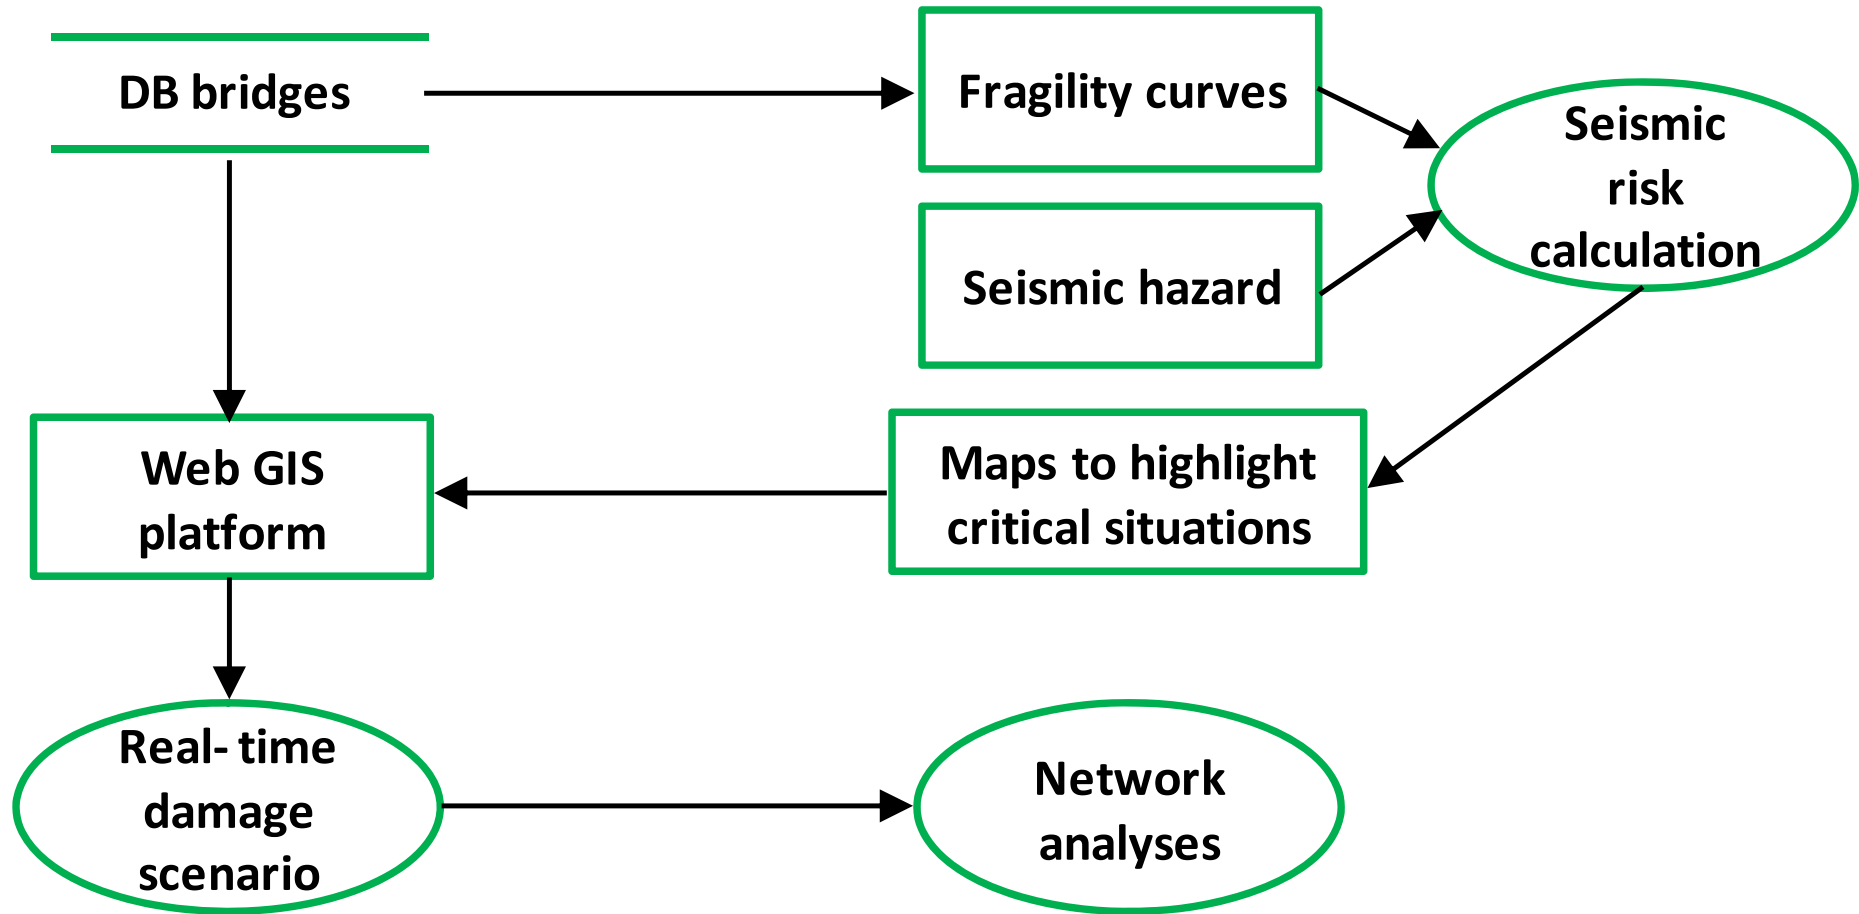 DB bridges
Fragility curves
Seismic
risk
calculation
Seismic hazard
Web GIS
platform
Maps to highlight
critical situations
Real- time
damage
scenario
Network
analyses